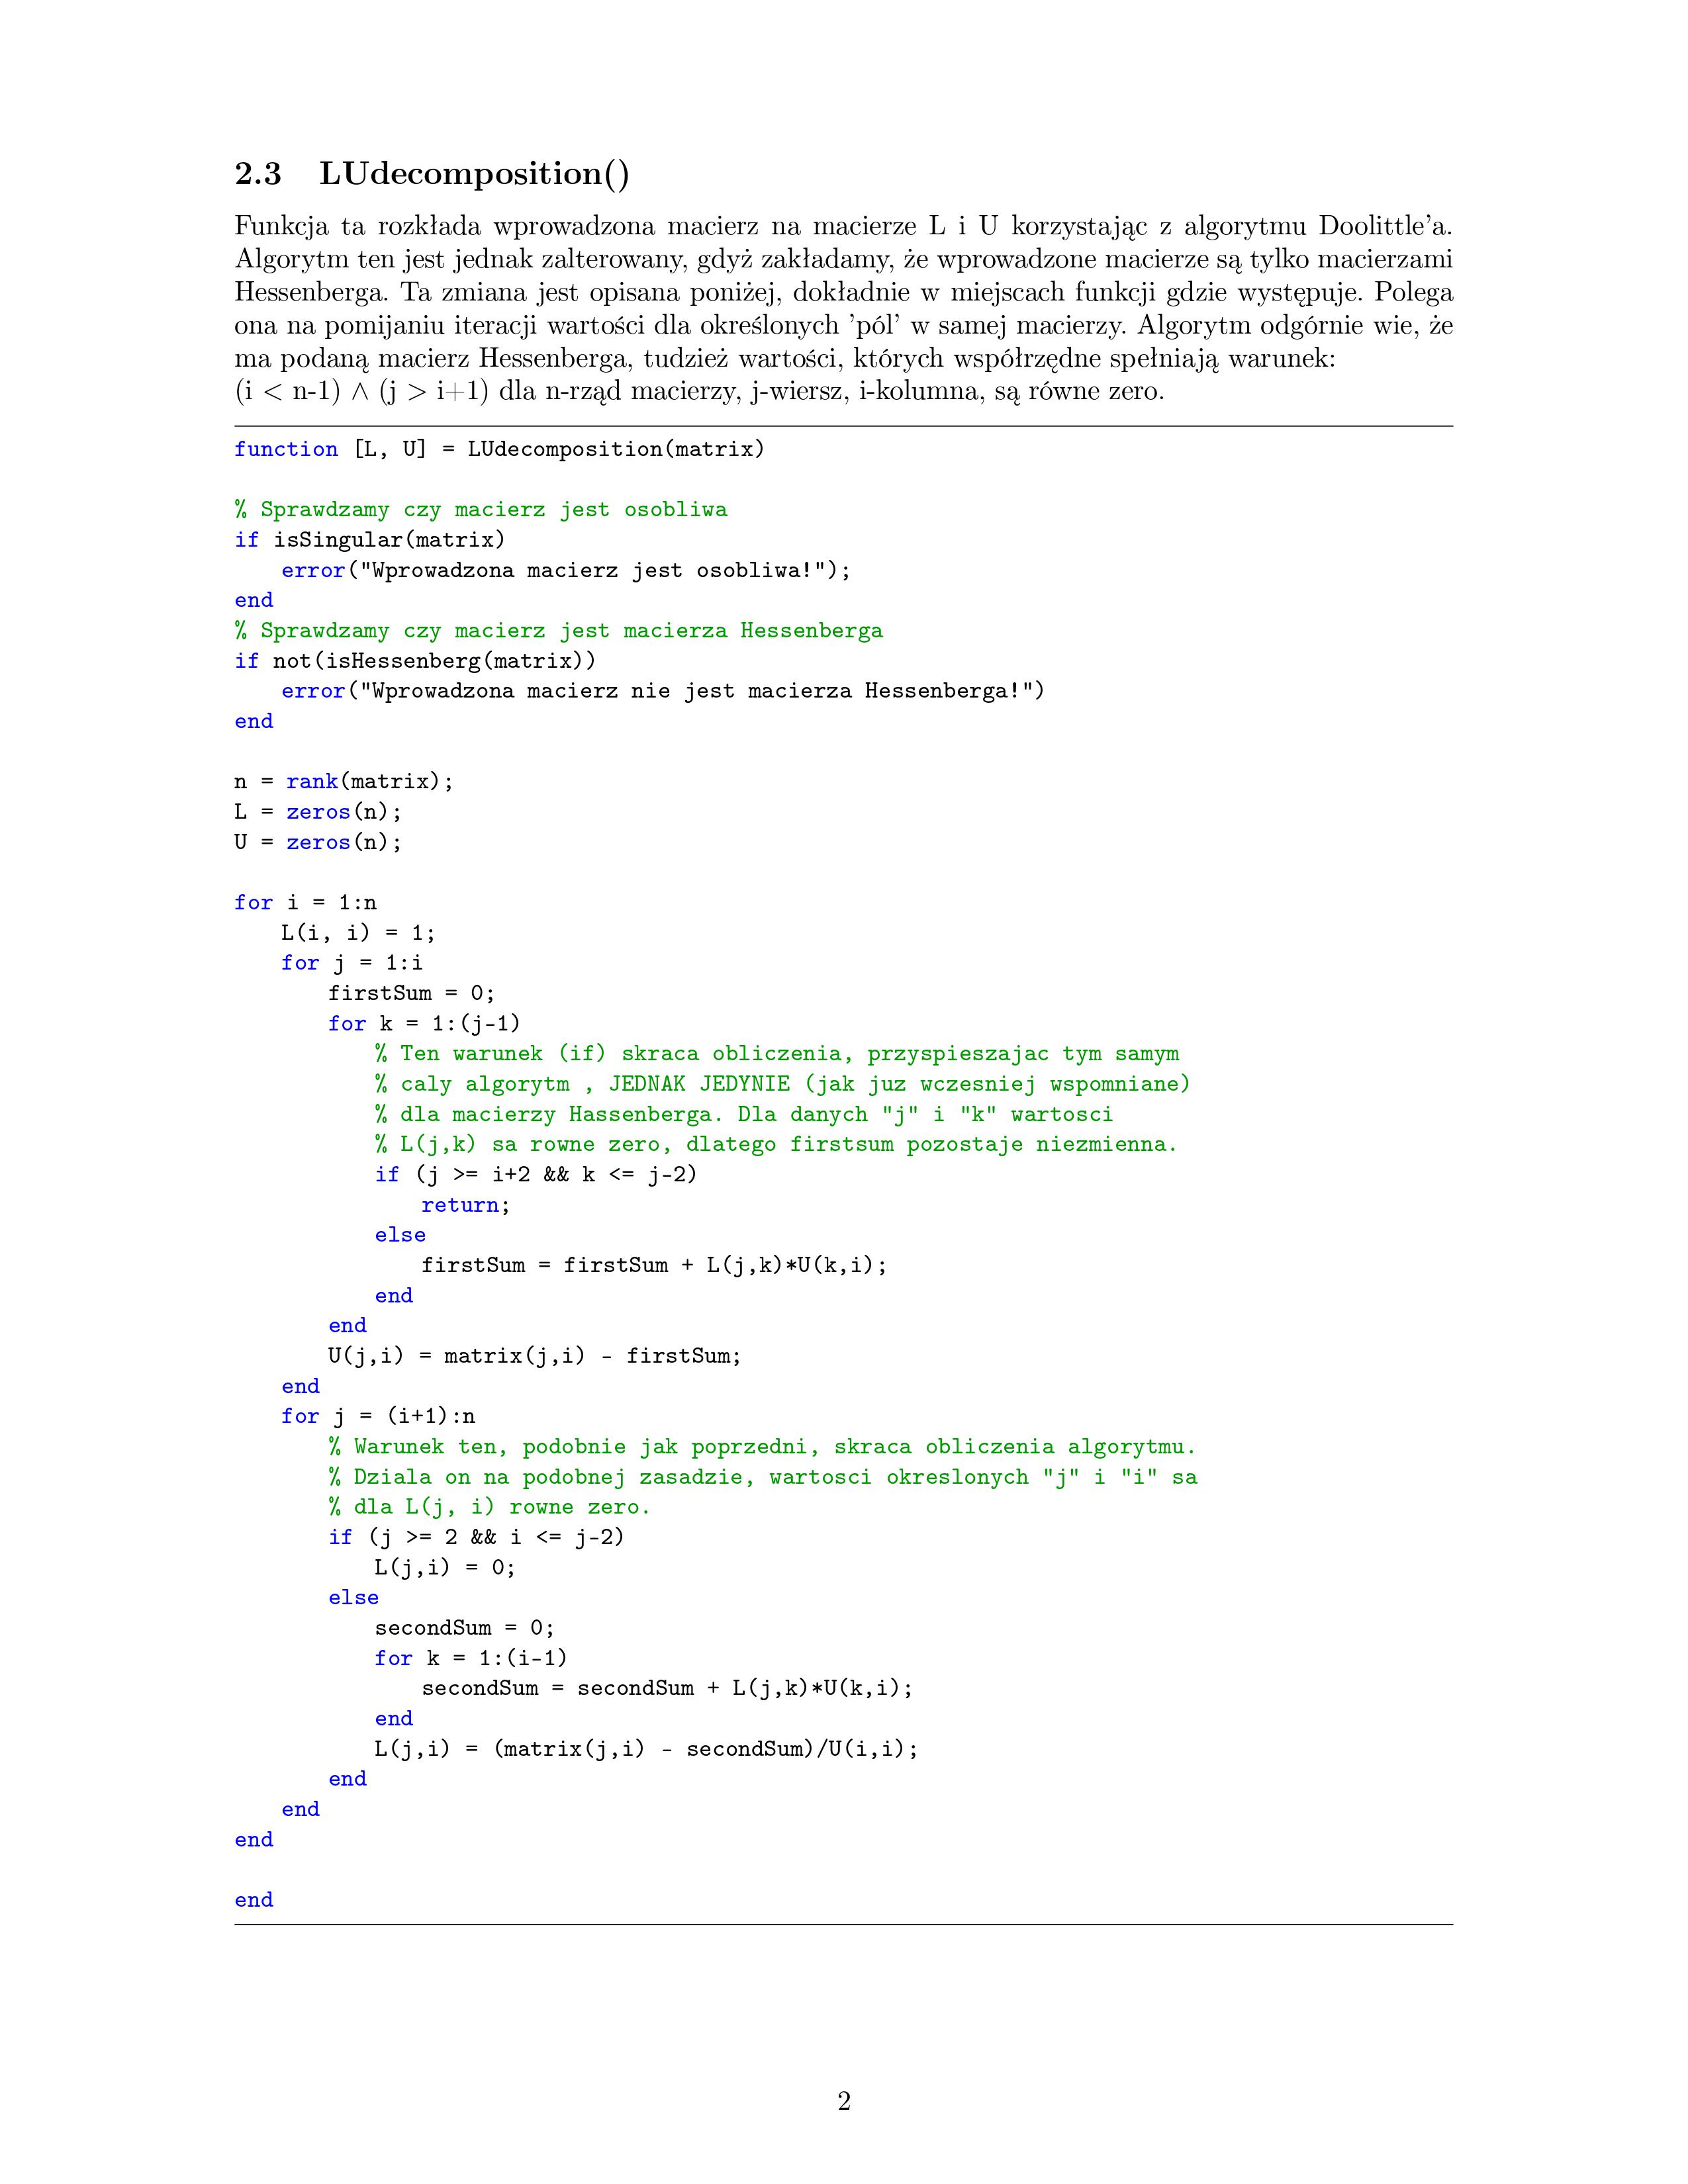 2.3 LUdecomposition()
Funkcja ta rozkłada wprowadzona macierz na macierze L i U korzystając z algorytmu Doolittle'a.
Algorytm ten jest jednak zalterowany, gdyż zakładamy, że wprowadzone macierze są tylko macierzami
Hessenberga. Ta zmiana jest opisana poniżej, dokładnie w miejscach funkcji gdzie występuje. Polega
ona na pomijaniu iteracji wartości dla określonych 'pól' w samej macierzy. Algorytm odgórnie wie, że
ma podaną macierz Hessenberga, tudzież wartości, których współrzędne spełniają warunek:
(i < n-1) ∧ (j > i+1) dla n-rząd macierzy, j-wiersz, i-kolumna, są równe zero.
function [L, U] = LUdecomposition(matrix)
% Sprawdzamy czy macierz jest osobliwa
if isSingular(matrix)
error("Wprowadzona macierz jest osobliwa!");
end
% Sprawdzamy czy macierz jest macierza Hessenberga
if not(isHessenberg(matrix))
error("Wprowadzona macierz nie jest macierza Hessenberga!")
end
n = rank(matrix);
L = zeros(n);
U = zeros(n);
for i = 1:n
L(i, i) = 1;
for j = 1:i
firstSum = 0;
for k = 1:(j-1)
% Ten warunek (if) skraca obliczenia, przyspieszajac tym samym
% caly algorytm , JEDNAK JEDYNIE (jak juz wczesniej wspomniane)
% dla macierzy Hassenberga. Dla danych "j" i "k" wartosci
% L(j,k) sa rowne zero, dlatego firstsum pozostaje niezmienna.
if (j >= i+2 && k <= j-2)
return;
else
firstSum = firstSum + L(j,k)*U(k,i);
end
end
U(j,i) = matrix(j,i) - firstSum;
end
for j = (i+1):n
% Warunek ten, podobnie jak poprzedni, skraca obliczenia algorytmu.
% Dziala on na podobnej zasadzie, wartosci okreslonych "j" i "i" sa
% dla L(j, i) rowne zero.
if (j >= 2 && i <= j-2)
L(j,i) = 0;
else
secondSum = 0;
for k = 1:(i-1)
secondSum = secondSum + L(j,k)*U(k,i);
end
L(j,i) = (matrix(j,i) - secondSum)/U(i,i);
end
end
end
end
2